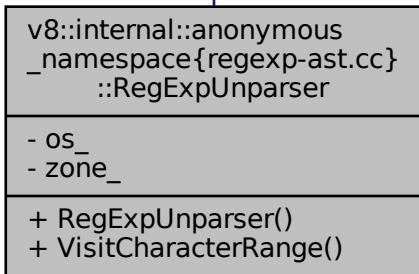 v8::internal::anonymous
_namespace{regexp-ast.cc}
::RegExpUnparser
- os_
- zone_
+ RegExpUnparser()
+ VisitCharacterRange()